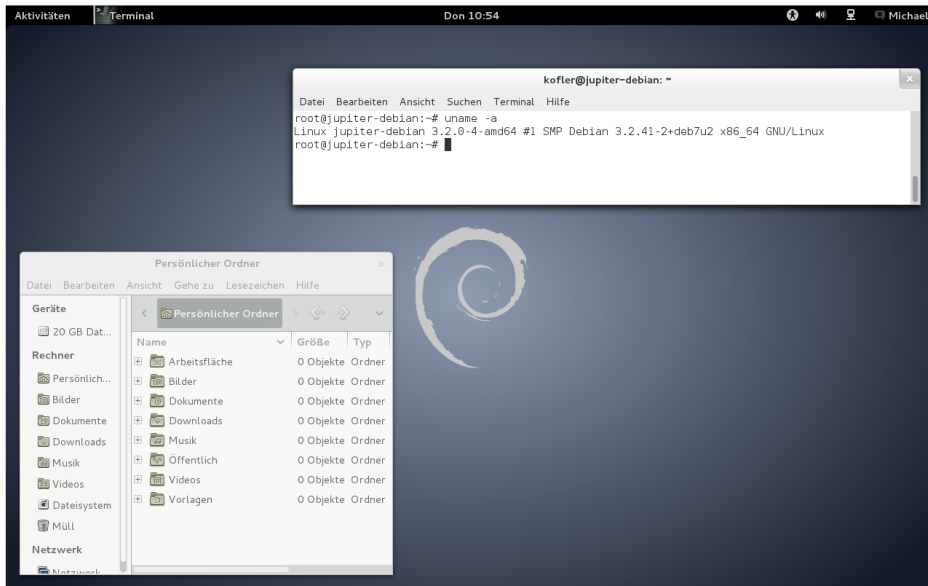 Aktivitäten Terminal Don 10:54 Michael
kofler@jupiter-debian: ~
Datei Bearbeiten Ansicht Suchen Terminal Hilfe
root@jupiter-debian:~# uname -a
Linux jupiter-debian 3.2.0-4-amd64 #1 SMP Debian 3.2.41-2+deb7u2 x86_64 GNU/Linux
root@jupiter-debian:~#
Persönlicher Ordner
Datei Bearbeiten Ansicht Gehe zu Lesezeichen Hilfe
Geräte
20 GB Dat...
Rechner
Persönlich...
Bilder
Dokumente
Downloads
Musik
Videos
Dateisystem
Müll
Netzwerk
Netzwerk
Persönlicher Ordner
Name Größe Typ
Arbeitsfläche 0 Objekte Ordner
Bilder 0 Objekte Ordner
Dokumente 0 Objekte Ordner
Downloads 0 Objekte Ordner
Musik 0 Objekte Ordner
Öffentlich 0 Objekte Ordner
Videos 0 Objekte Ordner
Vorlagen 0 Objekte Ordner